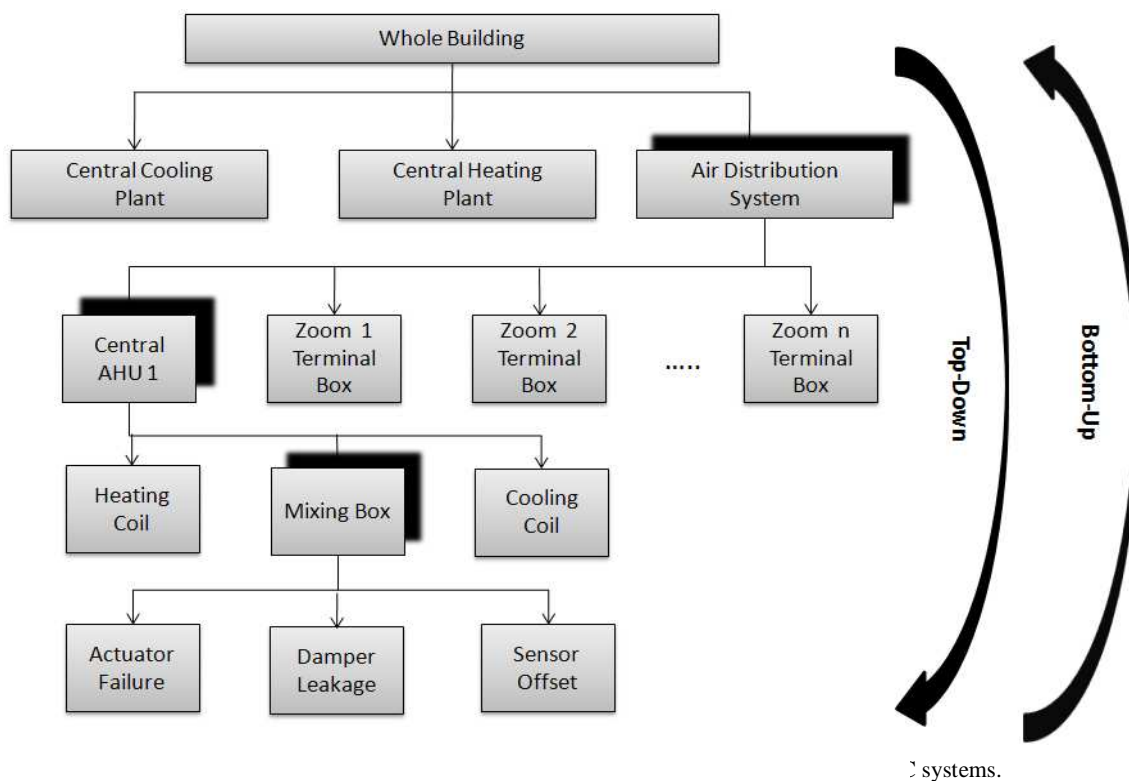 Whole Building
Central Cooling
Plant
Central Heating
Plant
Air Distribution
System
Central
AHU 1
Zoom 1
Terminal
Box
Zoom 2
Terminal
Box
.....
Zoom n
Terminal
Box
Heating
Coil
Mixing Box
Cooling
Coil
Actuator
Failure
Damper
Leakage
Sensor
Offset
Top-Down
Bottom-Up
systems.